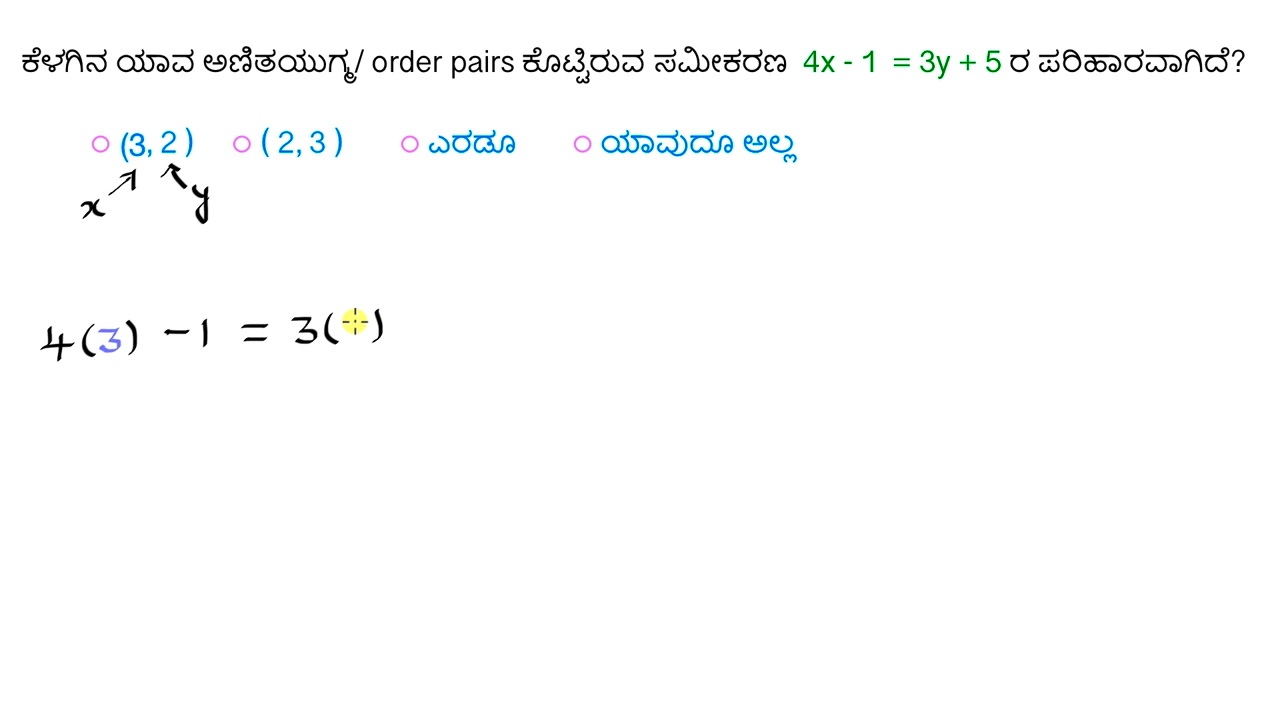 ಕೆಳಗಿನ ಯಾವ ಅಣಿತಯುಗ್ಮ/ order pairs ಕೊಟ್ಟಿರುವ ಸಮೀಕರಣ 4x - 1 = 3y + 5 ರ ಪರಿಹಾರವಾಗಿದೆ?
(3, 2 ) ( 2, 3 ) ಎರಡೂ ಯಾವುದೂ ಅಲ್ಲ
x y
4(3) - 1 = 3( )